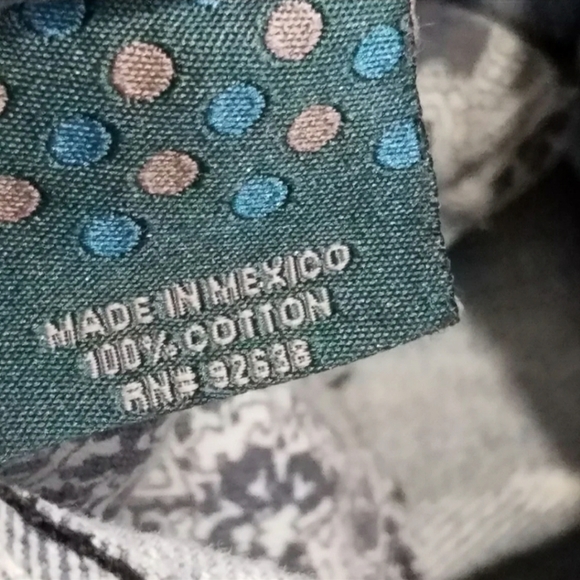 MADE IN MEXICO
100% COTTON
RN# 92638